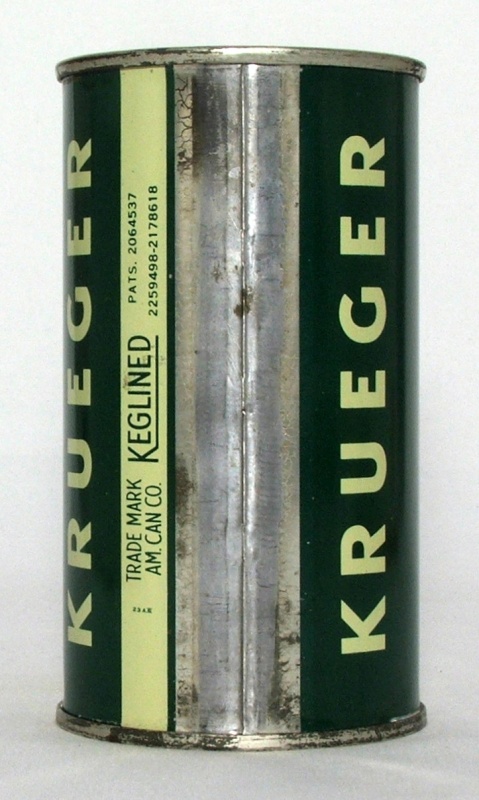 KRUEGER
TRADE MARK
AM. CAN CO.
KEGLINED
PATS. 2064537
2259498-2178618
KRUEGER